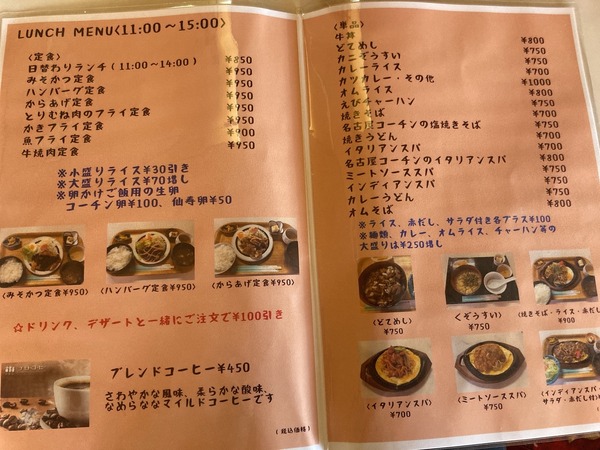 LUNCH MENU<11:00～15:00>
<定食>
日替わりランチ(11:00～14:00) ¥850
みそかつ定食 ¥950
ハンバーグ定食 ¥950
からあげ定食 ¥950
とりむね肉のフライ定食 ¥950
かきフライ定食 ¥950
魚フライ定食 ¥900
牛焼肉定食 ¥950
※小盛りライス¥30引き
※大盛りライス¥70増し
※卵かけご飯用の生卵
コーチン卵¥100、仙寿卵¥50
<みそかつ定食¥950>
<ハンバーグ定食¥950>
<からあげ定食¥950>
☆ドリンク、デザートと一緒にご注文で¥100引き
ブレンドコーヒー¥450
さわやかな風味、柔らかな酸味、
なめらかなマイルドコーヒーです
(税込価格)
<単品>
牛丼 ¥800
どてめし ¥750
カニぞうすい ¥750
カレーライス ¥700
カツカレー・その他 ¥1000
オムライス ¥800
えびチャーハン ¥750
焼きそば ¥700
名古屋コーチンの塩焼きそば ¥750
焼きうどん ¥750
イタリアンスパ ¥700
名古屋コーチンのイタリアンスパ ¥800
ミートソーススパ ¥750
インディアンスパ ¥750
カレーうどん ¥750
オムそば ¥800
※ライス、赤だし、サラダ付き各プラス¥100
※麺類、カレー、オムライス、チャーハン等の
大盛りは¥250増し
<どてめし>
¥750
くぞうすい>
¥750
<焼きそば・ライス・赤だし
¥900
<イタリアンスパ>
¥700
<ミートソーススパ>
¥750
<インディアンスパ・
サラダ・赤だし付>